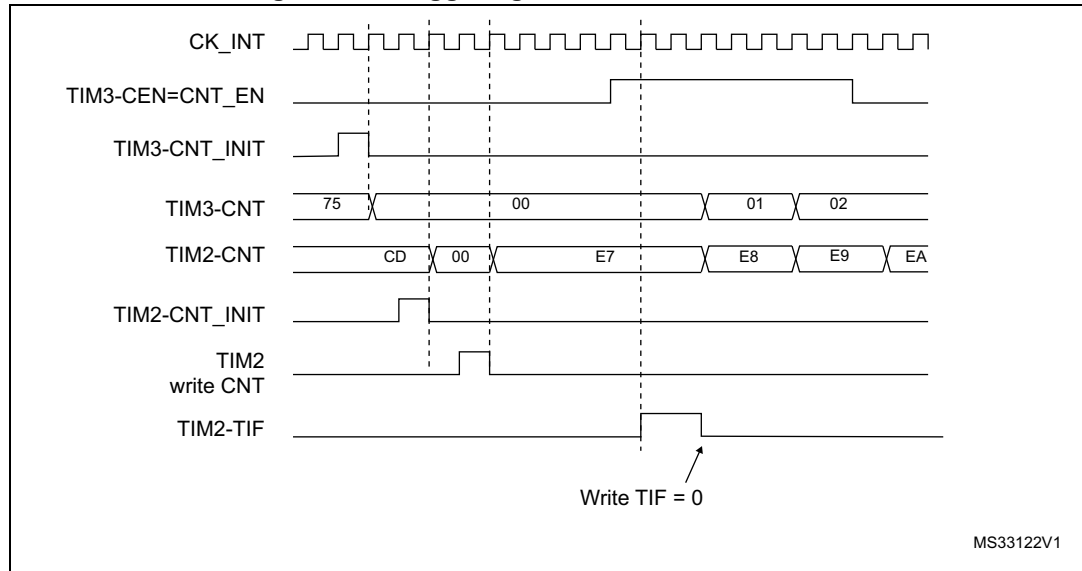 CK_INT
TIM3-CEN=CNT_EN
TIM3-CNT_INIT
TIM3-CNT 75 00 01 02
TIM2-CNT CD 00 E7 E8 E9 EA
TIM2-CNT_INIT
TIM2
write CNT
TIM2-TIF
Write TIF = 0
MS33122V1